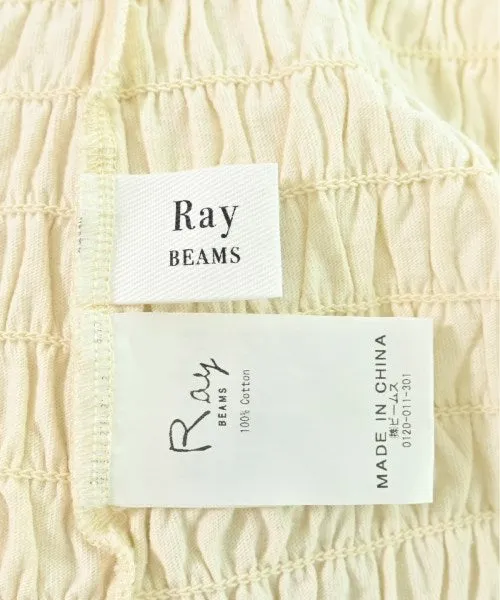 Ray
BEAMS
Ray
BEAMS
100% Cotton
MADE IN CHINA
㈱ビームス
0120-011-301